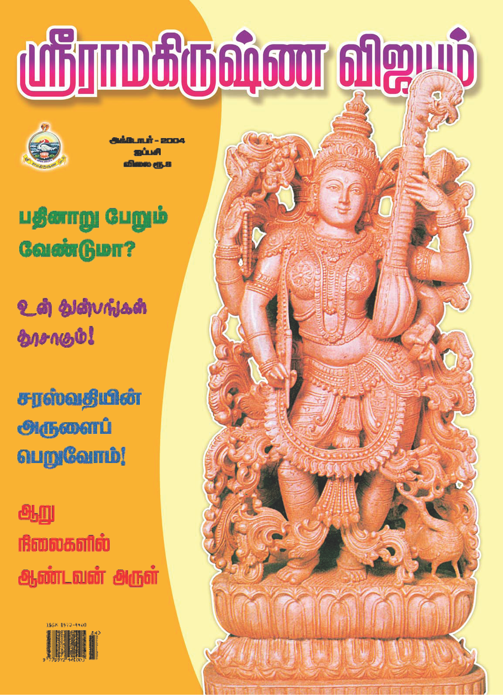 ஸ்ரீராமகிருஷ்ண விஜயம்
அக்டோபர் - 2004
ஐப்பசி
விலை ரூ.8
பதினாறு பேறும்
வேண்டுமா?
உன் துன்பங்கள்
தூசாகும்!
சரஸ்வதியின்
அருளைப்
பெறுவோம்!
ஆறு
நிலைகளில்
ஆண்டவன் அருள்